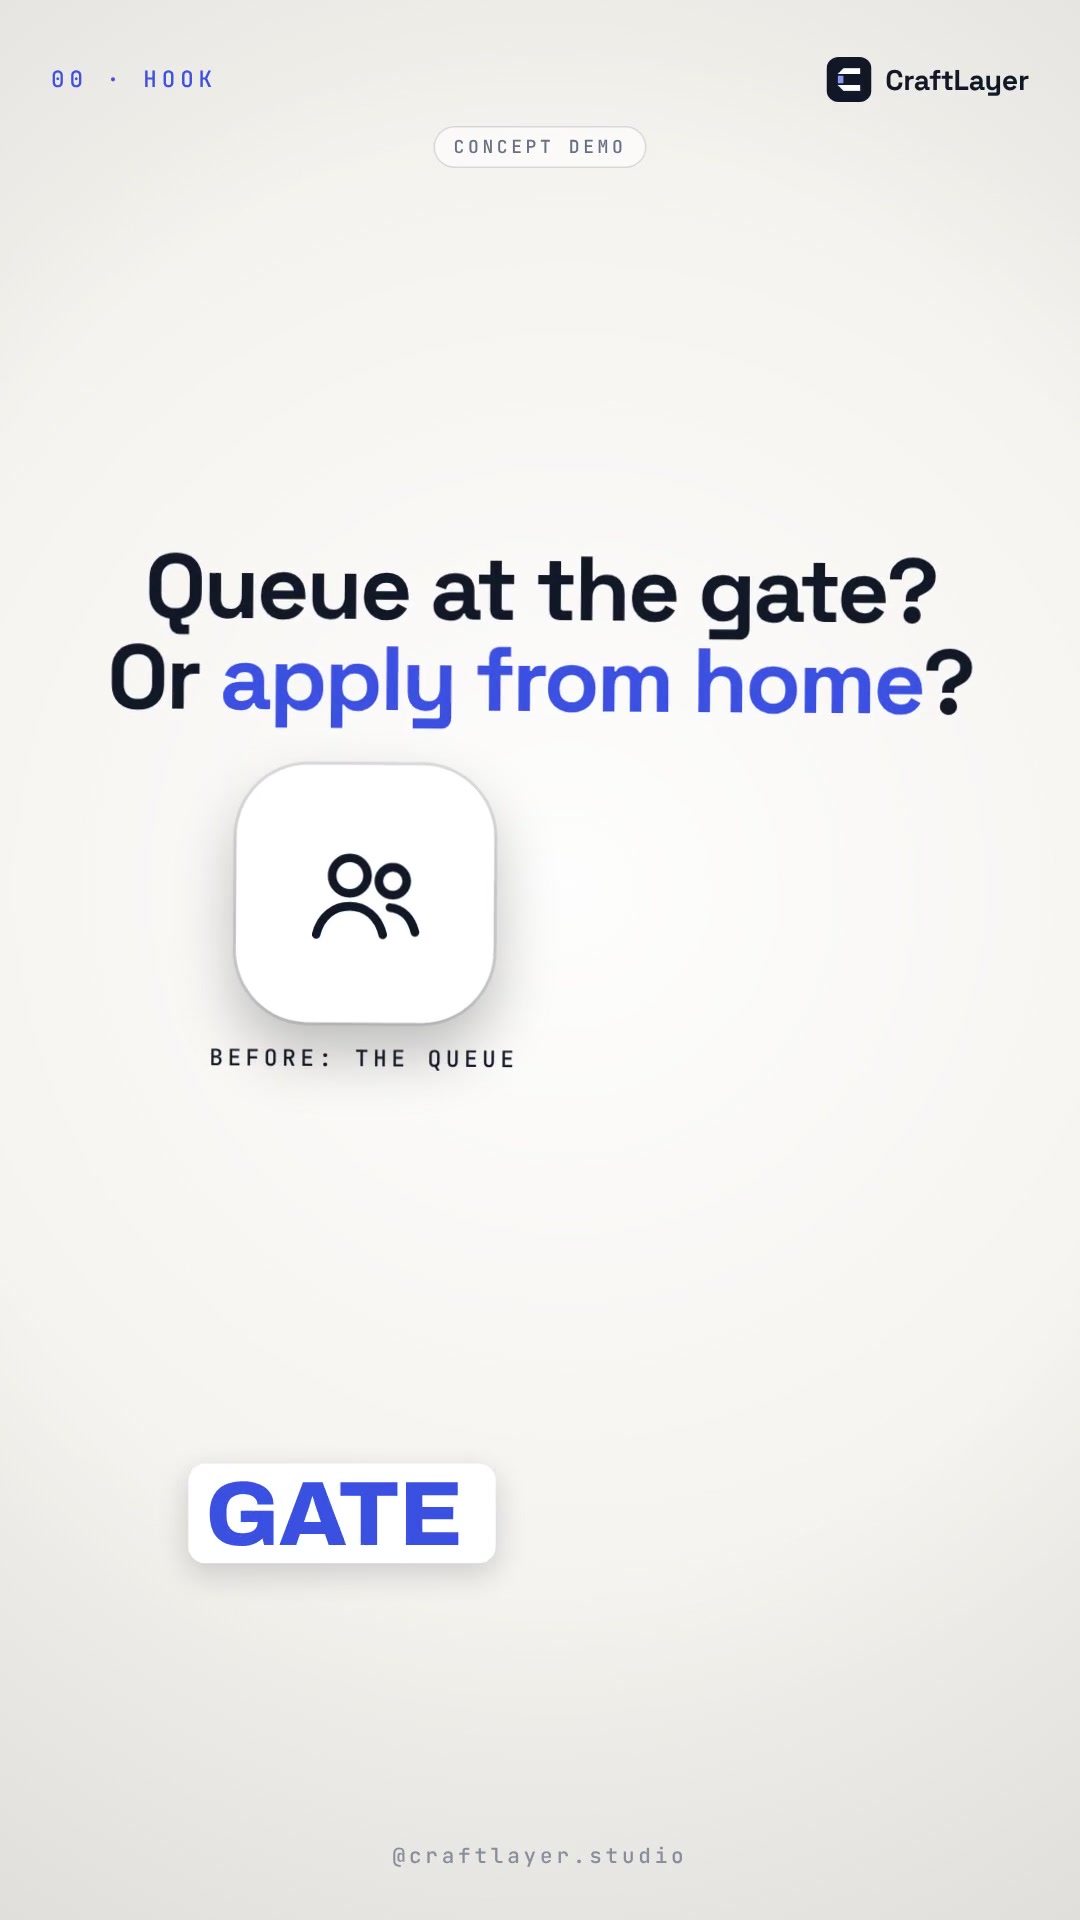 00 · HOOK
CraftLayer
CONCEPT DEMO
Queue at the gate?
Or apply from home?
BEFORE: THE QUEUE
GATE
@craftlayer.studio